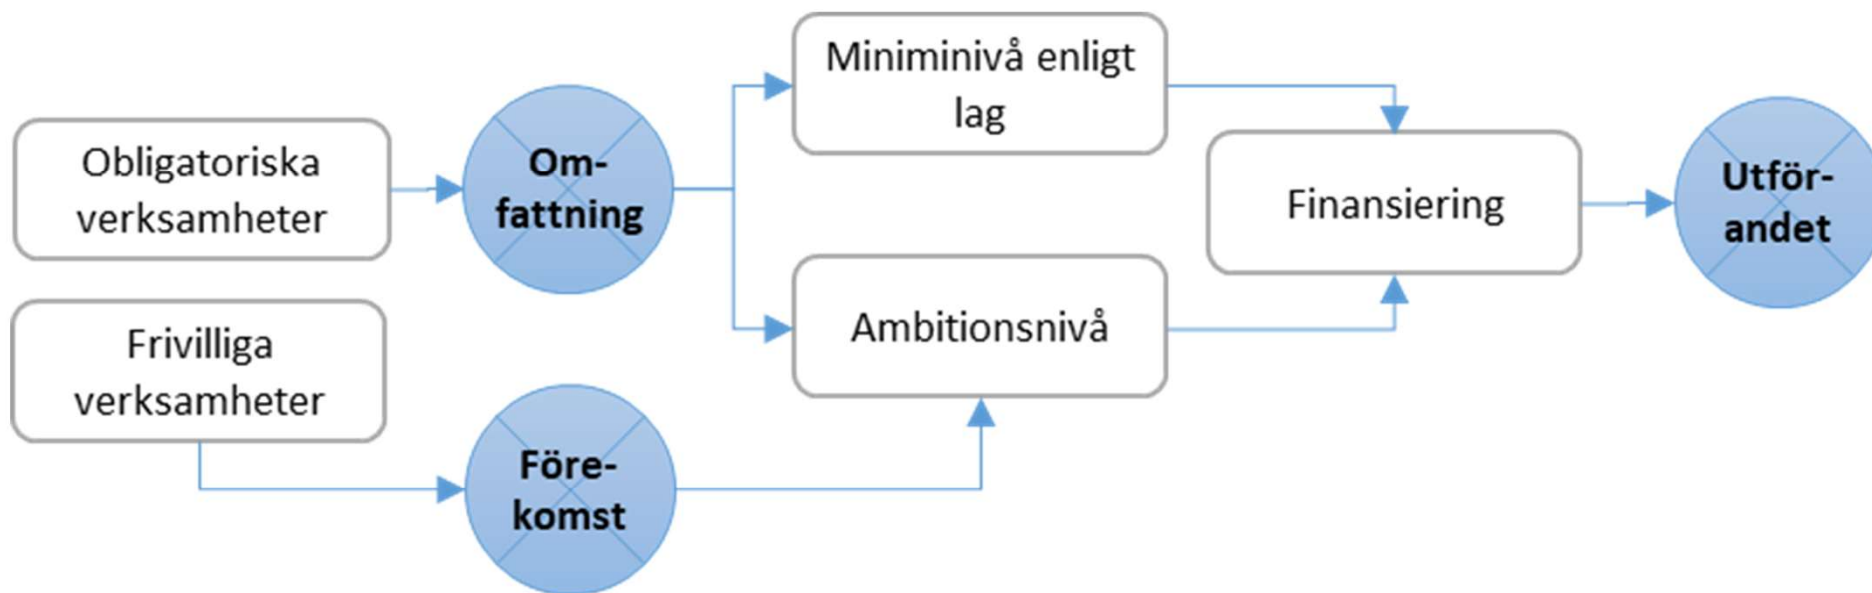 Obligatoriska
verksamheter
Om-
fattning
Miniminivå enligt
lag
Finansiering
Utför-
andet
Frivilliga
verksamheter
Ambitionsnivå
Före-
komst